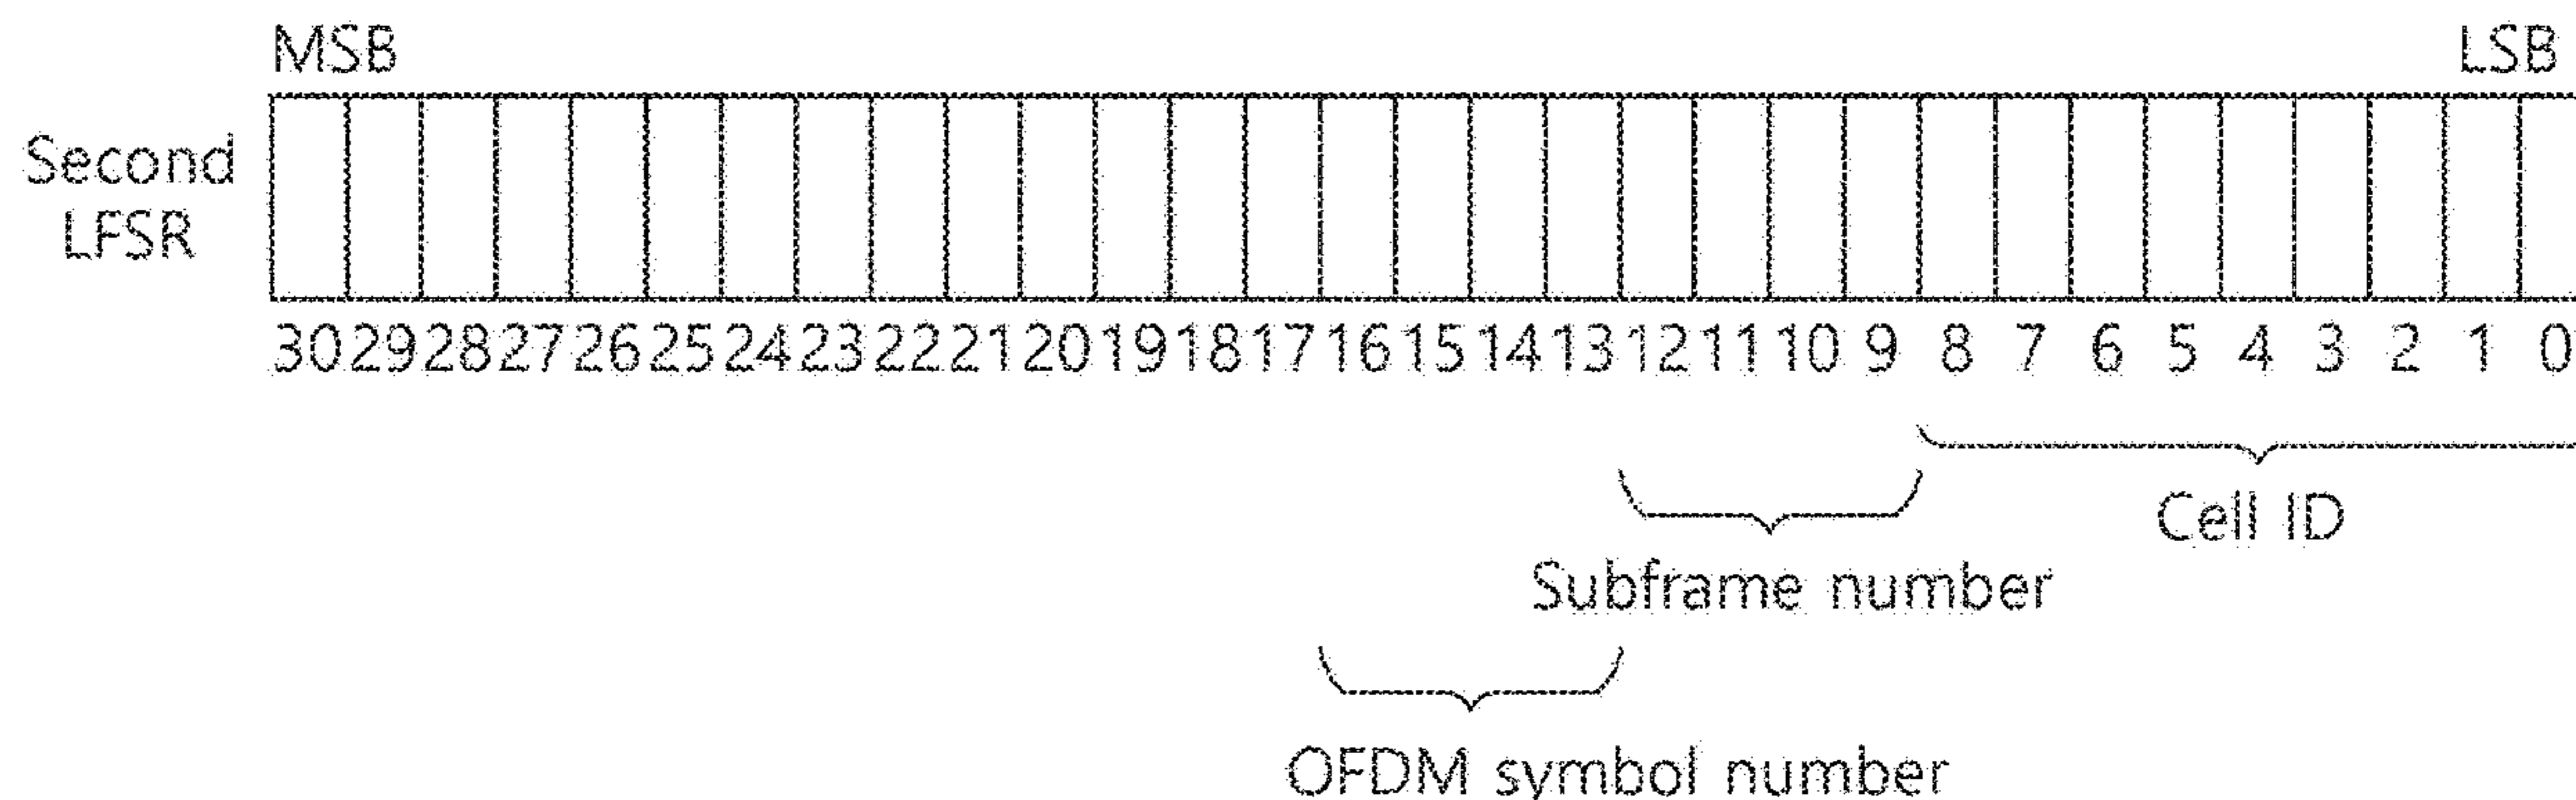 MSB LSB
Second
LFSR
30 29 28 27 26 25 24 23 22 21 20 19 18 17 16 15 14 13 12 11 10 9 8 7 6 5 4 3 2 1 0
Cell ID
Subframe number
OFDM symbol number